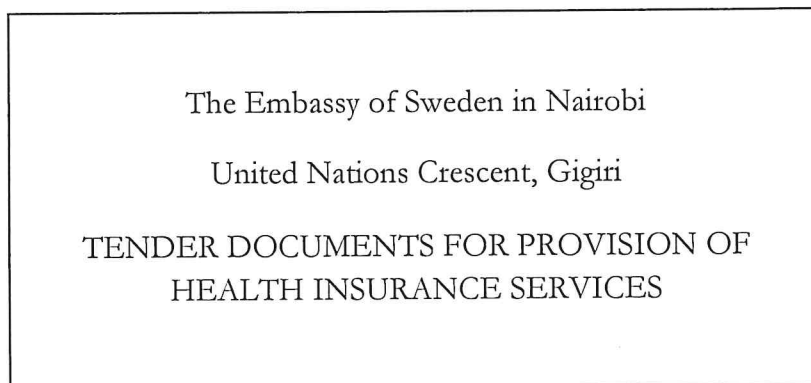 The Embassy of Sweden in Nairobi
United Nations Crescent, Gigiri
TENDER DOCUMENTS FOR PROVISION OF
HEALTH INSURANCE SERVICES